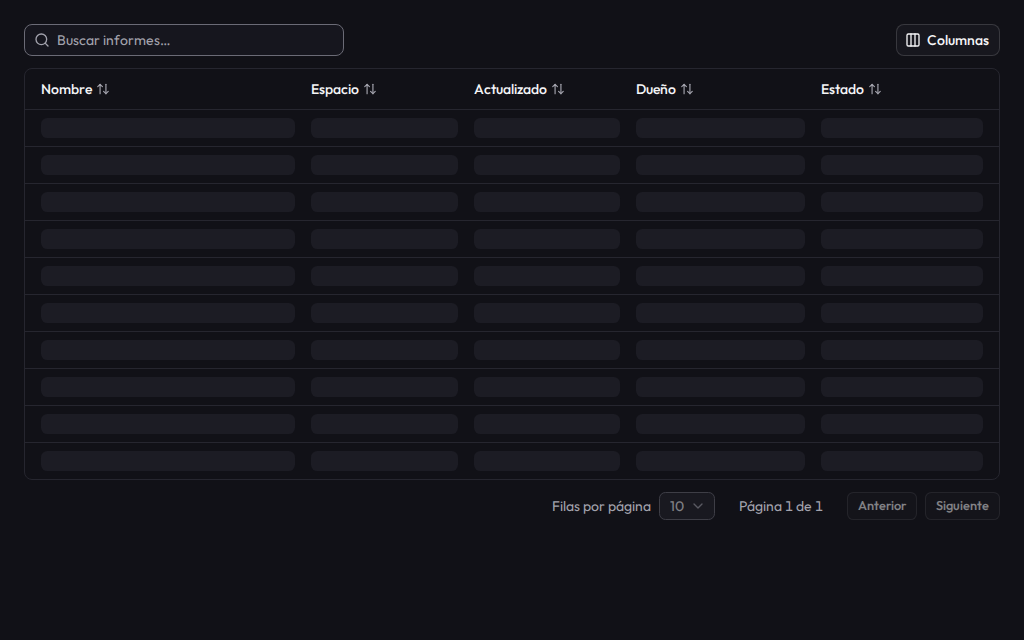 Buscar informes...
Columnas
Nombre Espacio Actualizado Dueño Estado
Filas por página 10 Página 1 de 1 Anterior Siguiente